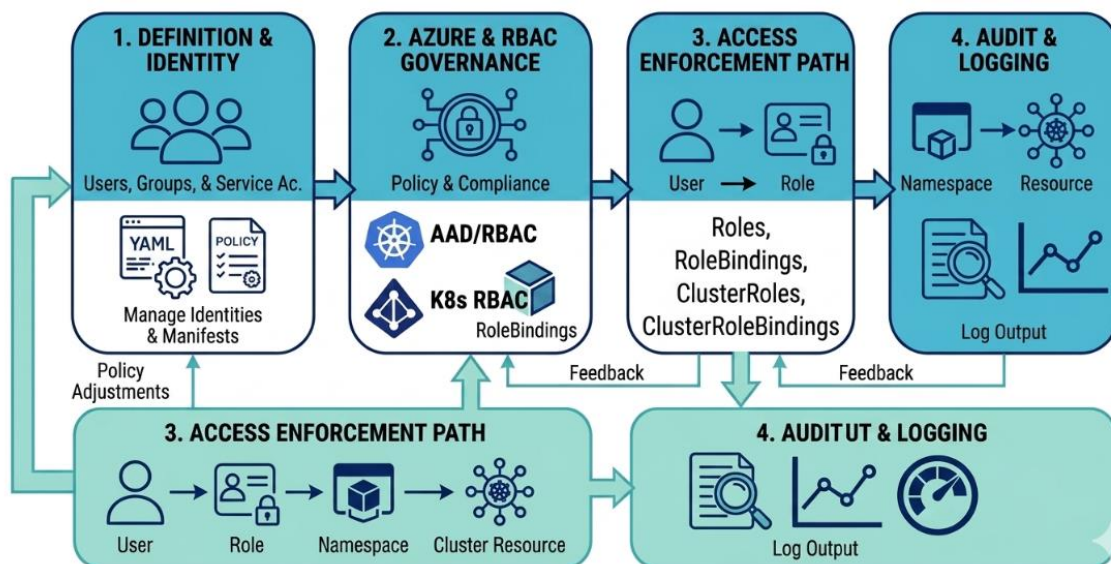 1. DEFINITION &
IDENTITY
Users, Groups, & Service Ac.
YAML
POLICY
Manage Identities
& Manifests
2. AZURE & RBAC
GOVERNANCE
Policy & Compliance
AAD/RBAC
K8s RBAC
RoleBindings
3. ACCESS
ENFORCEMENT PATH
User
Role
Roles,
RoleBindings,
ClusterRoles,
ClusterRoleBindings
4. AUDIT &
LOGGING
Namespace
Resource
Log Output
Policy
Adjustments
Feedback
Feedback
3. ACCESS ENFORCEMENT PATH
User
Role
Namespace
Cluster Resource
4. AUDITUT & LOGGING
Log Output